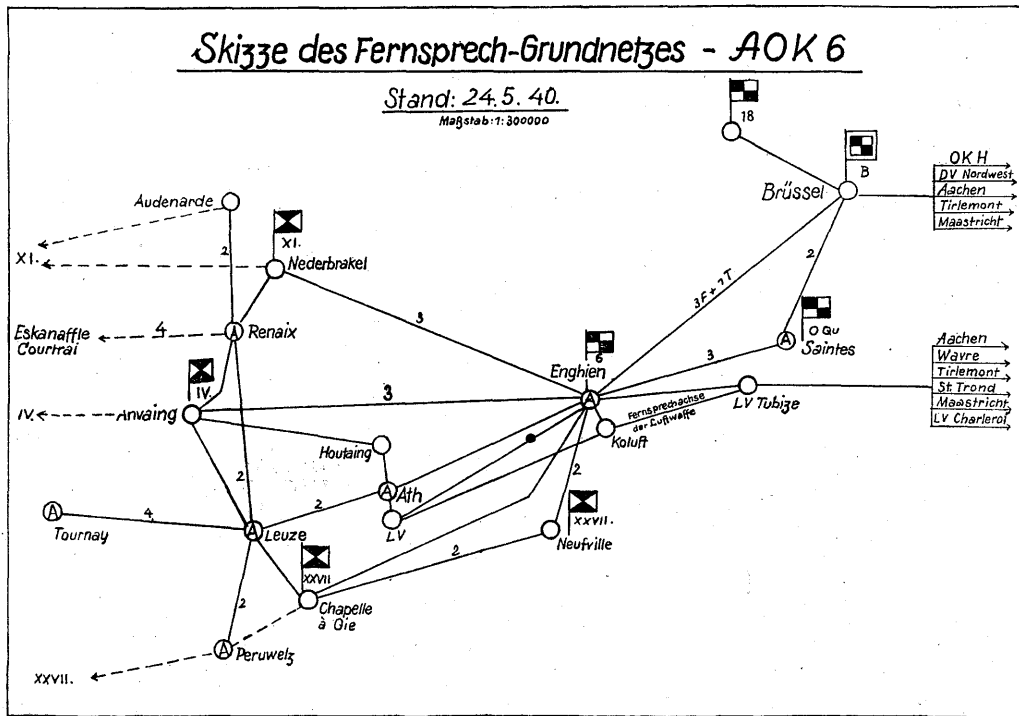 Skizze des Fernsprech-Grundnetzes - AOK 6
Stand: 24.5.40.
Maßstab: 1:300000
18
B
Brüssel
OKH
DV Nordwest
Aachen
Tirlemont
Maastricht
Audenarde
XI.
XI.
Nederbrakel
2
2
3F+1T
3
Eskanaffle
Courtrai
4
A
Renaix
6
Enghien
A
3
O Qu
A
Saintes
Aachen
Wavre
Tirlemont
St. Trond
Maastricht
LV Charleroi
IV.
IV.
Anvaing
3
LV Tubize
Fernsprechachse
der Luftwaffe
Koluft
Houtaing
2
2
A
Ath
2
LV
A
Tournay
4
A
Leuze
XXVII.
Neufville
2
XXVII
Chapelle
à Oie
2
A
Peruwelz
XXVII.